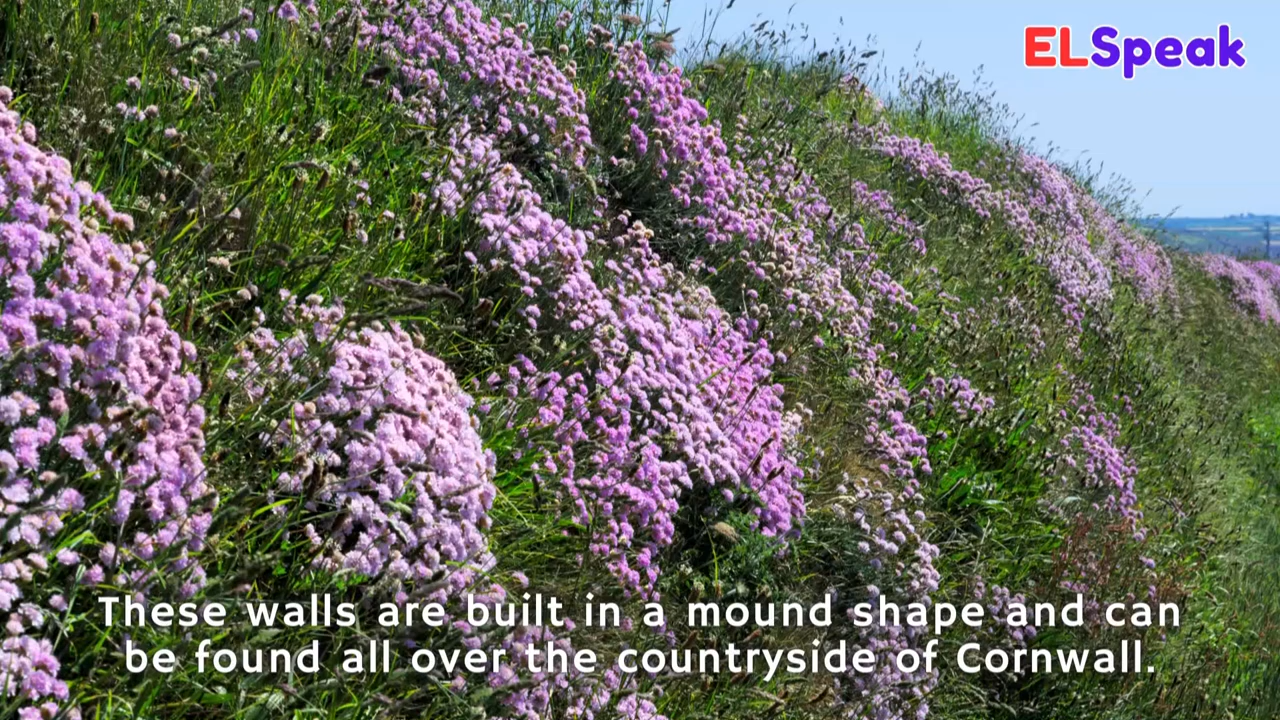 ELSpeak
These walls are built in a mound shape and can
be found all over the countryside of Cornwall.